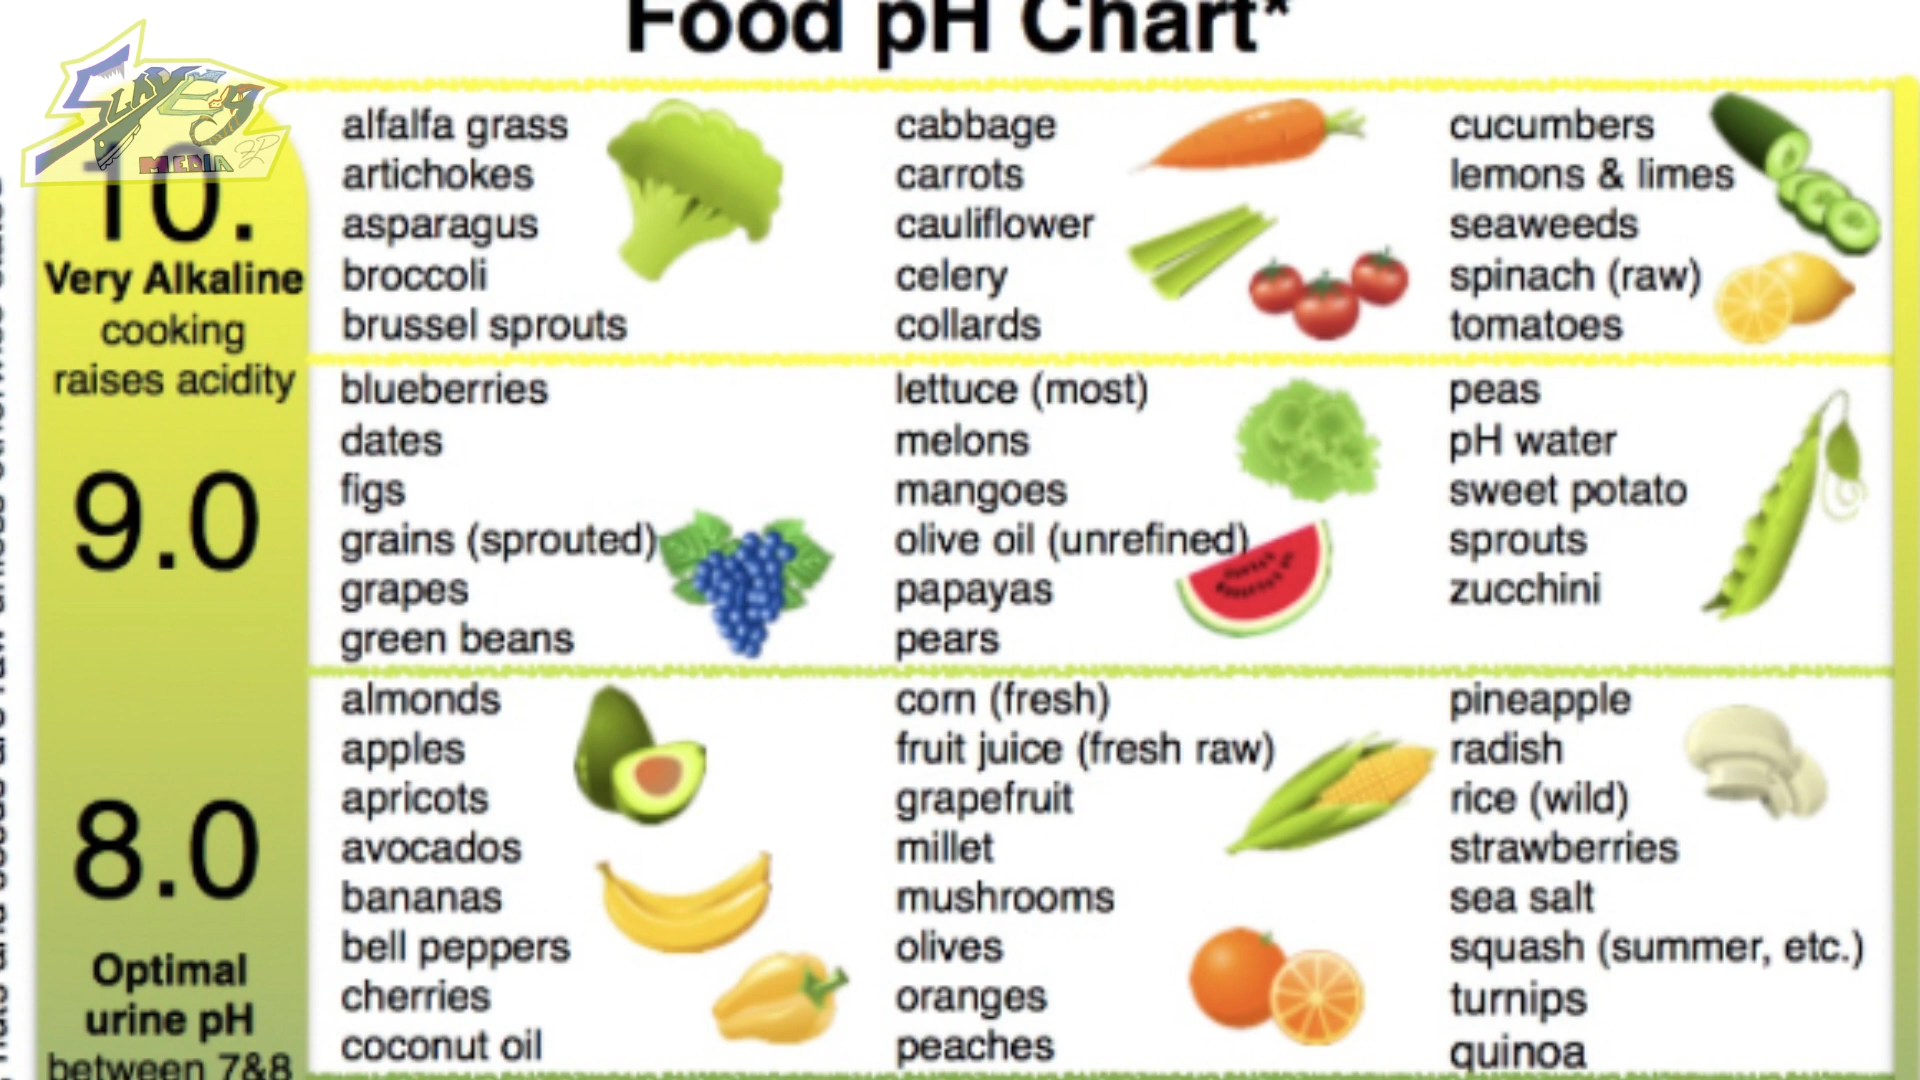 Food pH Chart*
SLAYER
MEDIA
10.
Very Alkaline
cooking
raises acidity
9.0
8.0
Optimal
urine pH
between 7&8
alfalfa grass
artichokes
asparagus
broccoli
brussel sprouts
cabbage
carrots
cauliflower
celery
collards
cucumbers
lemons & limes
seaweeds
spinach (raw)
tomatoes
blueberries
dates
figs
grains (sprouted)
grapes
green beans
lettuce (most)
melons
mangoes
olive oil (unrefined)
papayas
pears
peas
pH water
sweet potato
sprouts
zucchini
almonds
apples
apricots
avocados
bananas
bell peppers
cherries
coconut oil
corn (fresh)
fruit juice (fresh raw)
grapefruit
millet
mushrooms
olives
oranges
peaches
pineapple
radish
rice (wild)
strawberries
sea salt
squash (summer, etc.)
turnips
quinoa